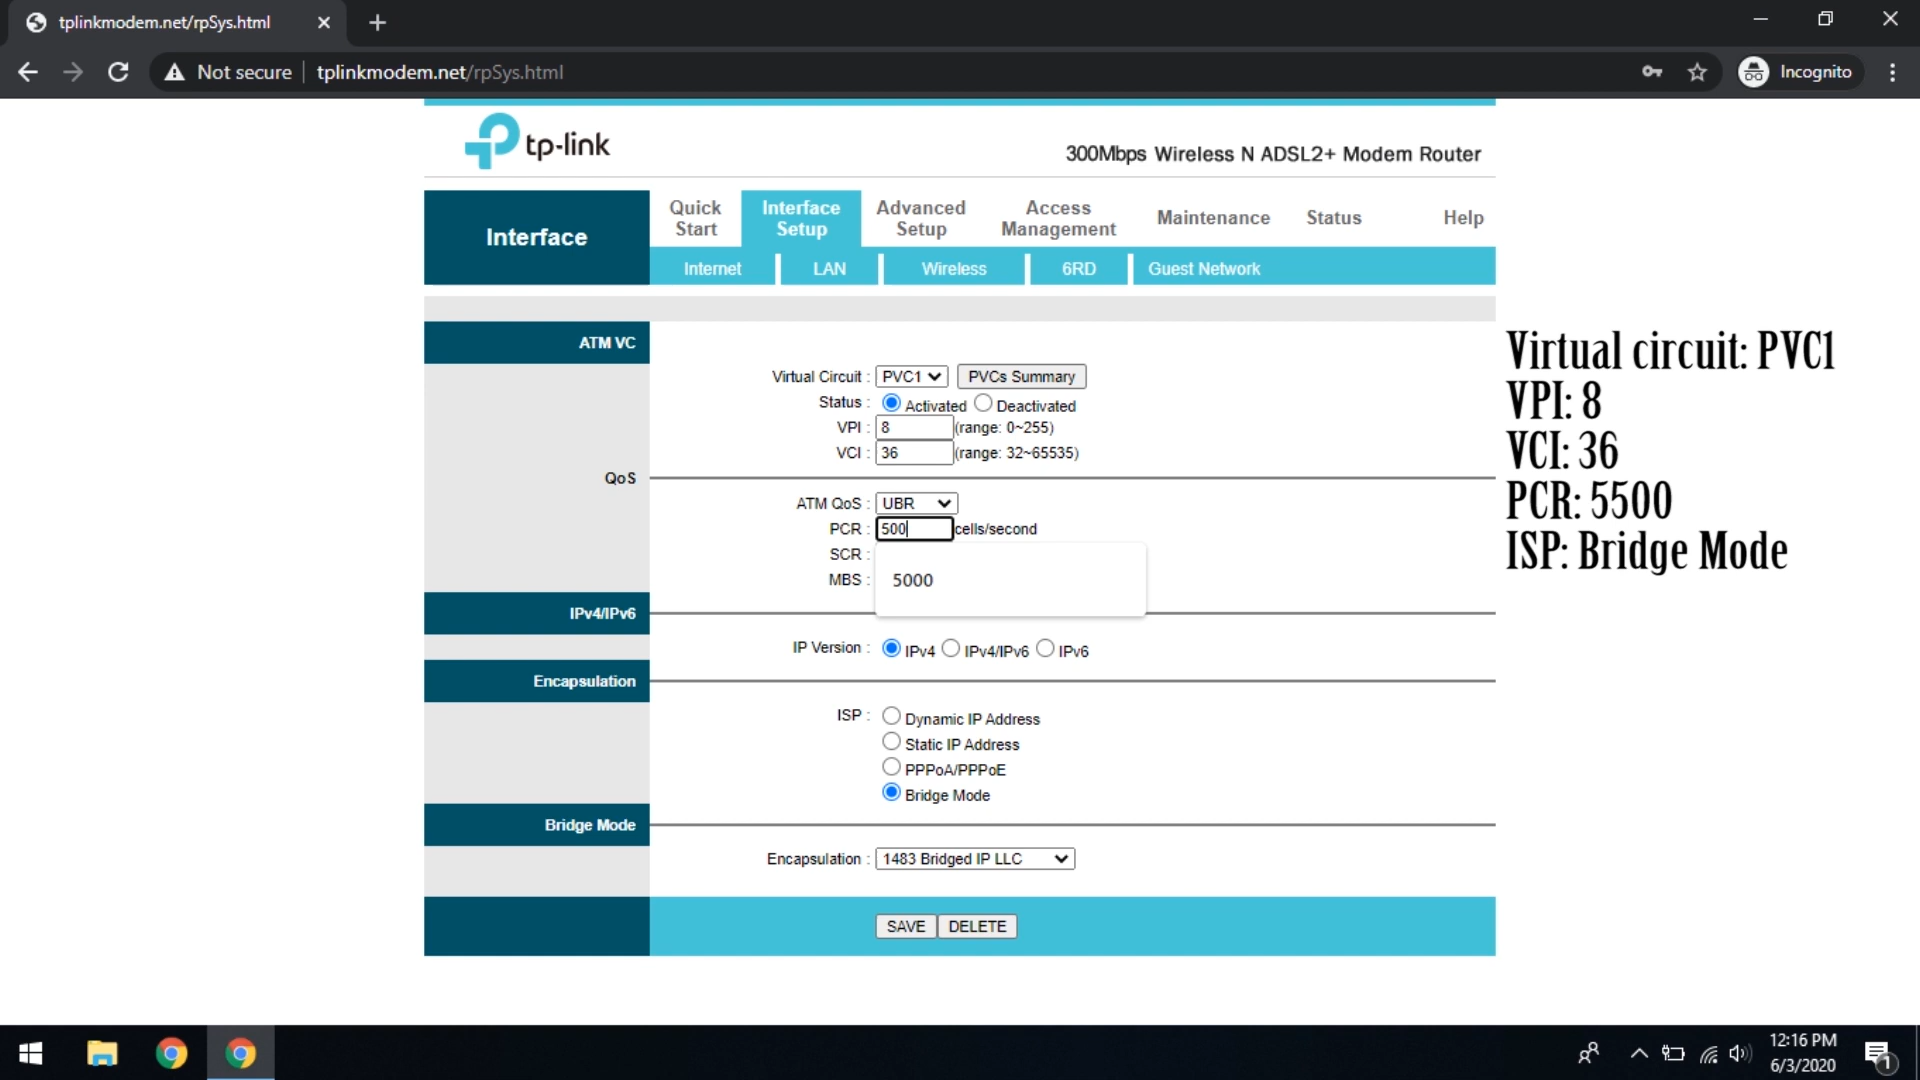 tplinkmodem.net/rpSys.html
Not secure tplinkmodem.net/rpSys.html Incognito
tp-link
300Mbps Wireless N ADSL2+ Modem Router
Interface
Quick Start
Interface Setup
Advanced Setup
Access Management
Maintenance
Status
Help
Internet LAN Wireless 6RD Guest Network
ATM VC
Virtual Circuit : PVC1 PVCs Summary
Status : Activated Deactivated
VPI : 8 (range: 0~255)
VCI : 36 (range: 32~65535)
QoS
ATM QoS : UBR
PCR : 500 cells/second
SCR :
MBS :
5000
IPv4/IPv6
IP Version : IPv4 IPv4/IPv6 IPv6
Encapsulation
ISP : Dynamic IP Address
Static IP Address
PPPoA/PPPoE
Bridge Mode
Bridge Mode
Encapsulation : 1483 Bridged IP LLC
SAVE DELETE
Virtual circuit: PVC1
VPI: 8
VCI: 36
PCR: 5500
ISP: Bridge Mode
12:16 PM
6/3/2020
1